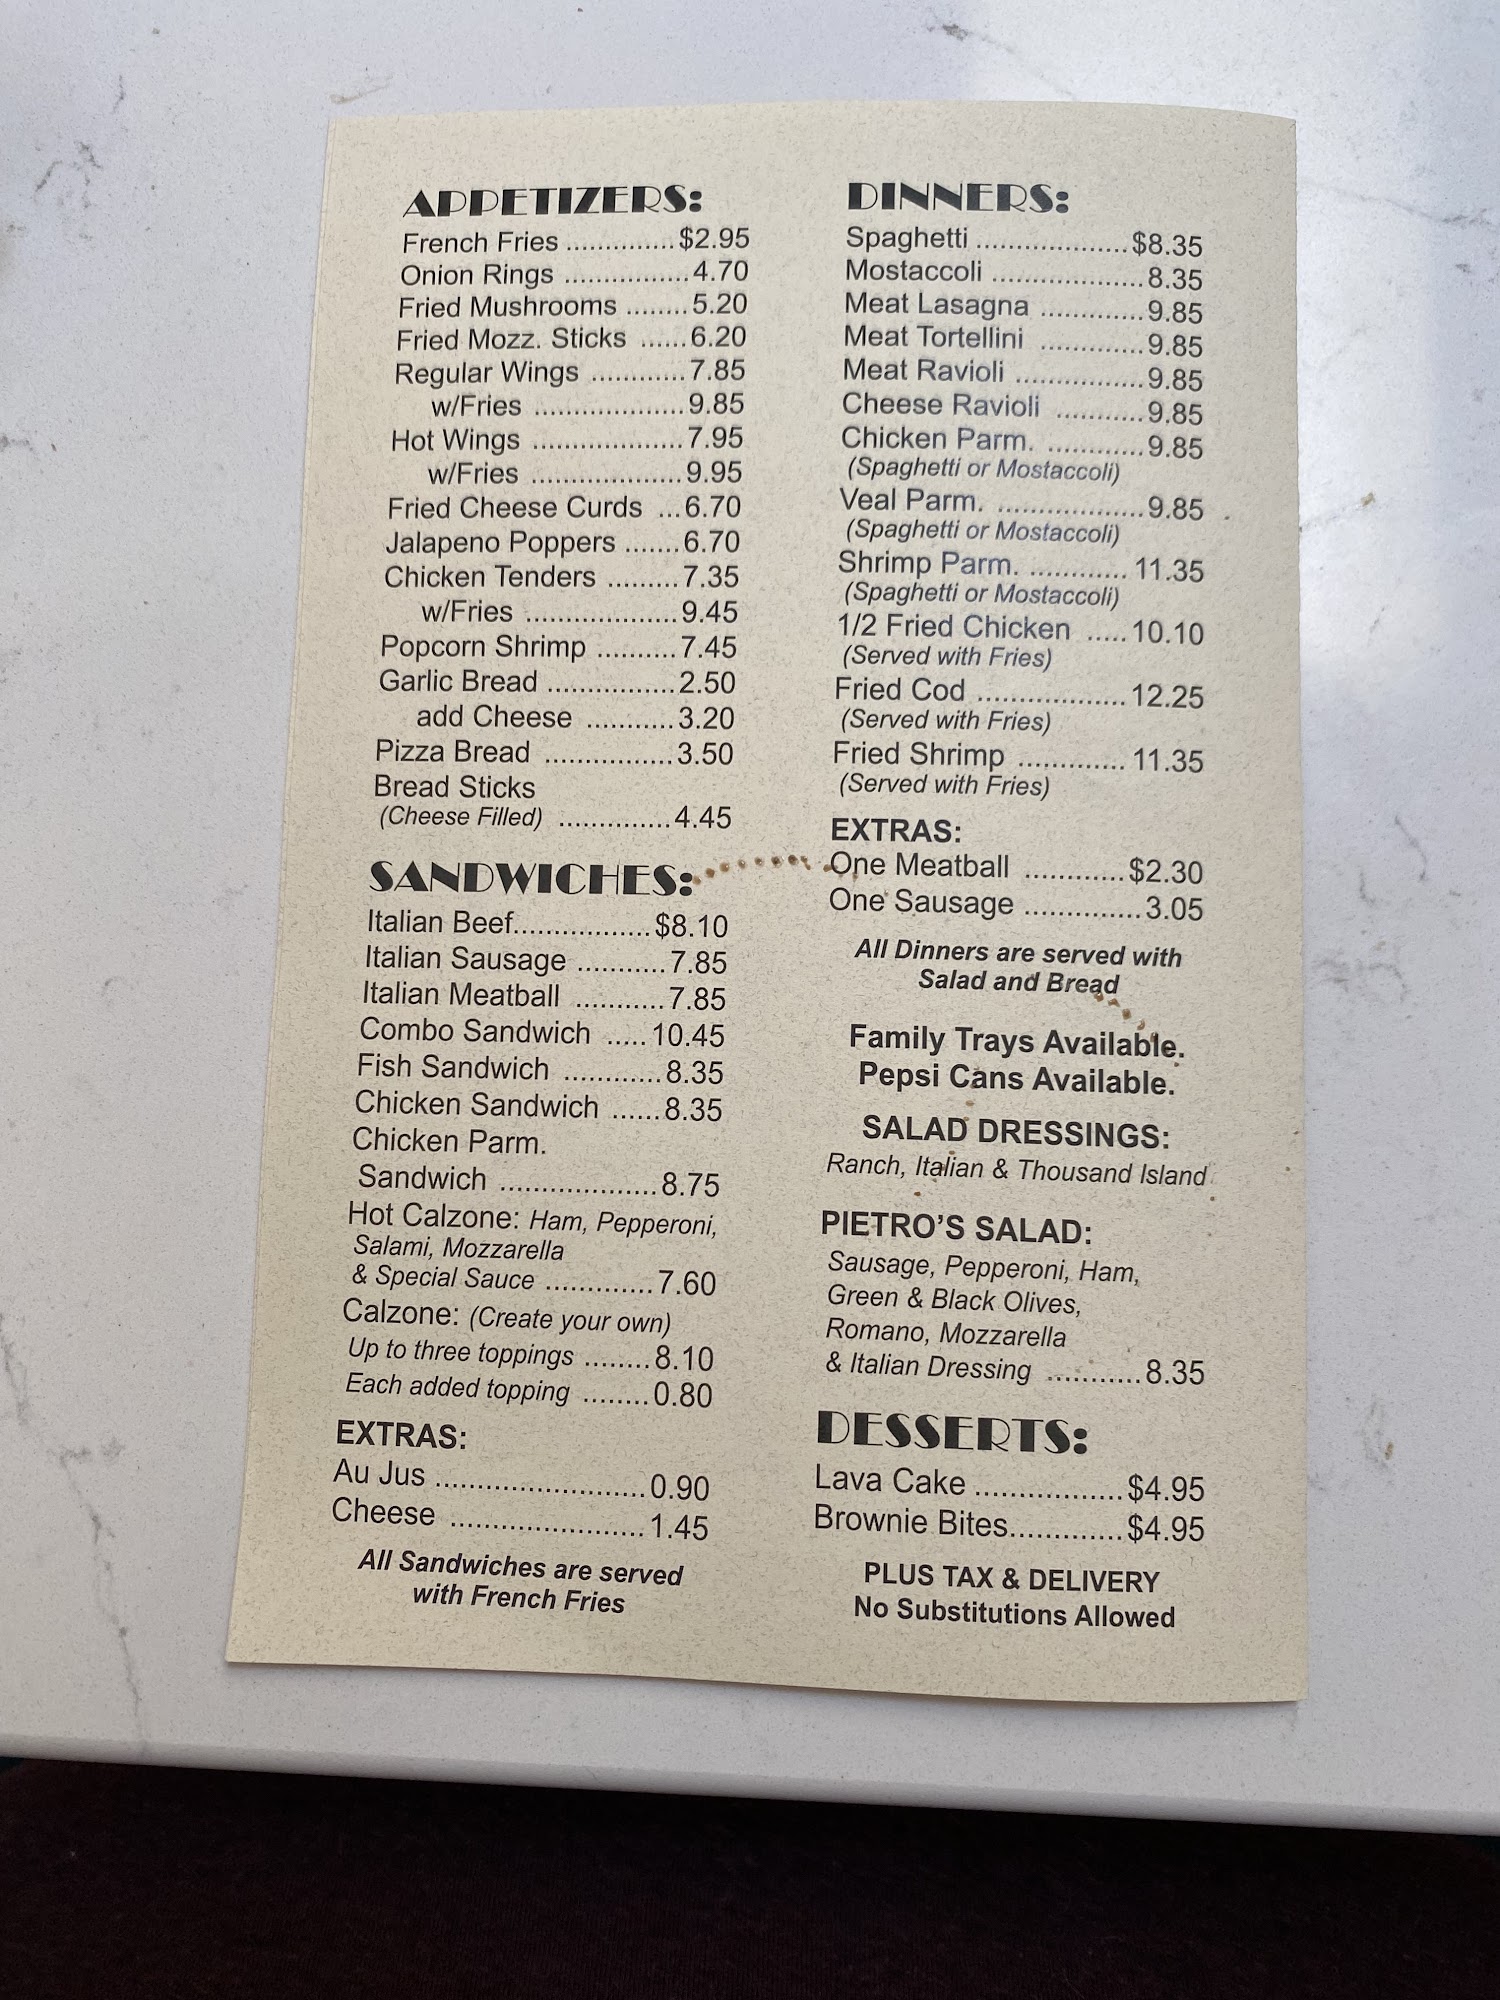 APPETIZERS:
French Fries .............$2.95
Onion Rings ...............4.70
Fried Mushrooms ........5.20
Fried Mozz. Sticks ......6.20
Regular Wings ............7.85
w/Fries ....................9.85
Hot Wings ..................7.95
w/Fries ....................9.95
Fried Cheese Curds ...6.70
Jalapeno Poppers .......6.70
Chicken Tenders .........7.35
w/Fries ....................9.45
Popcorn Shrimp ..........7.45
Garlic Bread ................2.50
add Cheese ...........3.20
Pizza Bread ................3.50
Bread Sticks
(Cheese Filled) ..............4.45
SANDWICHES:
Italian Beef.................$8.10
Italian Sausage ...........7.85
Italian Meatball ...........7.85
Combo Sandwich .....10.45
Fish Sandwich ............8.35
Chicken Sandwich ......8.35
Chicken Parm.
Sandwich ...................8.75
Hot Calzone: Ham, Pepperoni,
Salami, Mozzarella
& Special Sauce .............7.60
Calzone: (Create your own)
Up to three toppings ........8.10
Each added topping ........0.80
EXTRAS:
Au Jus .........................0.90
Cheese .......................1.45
All Sandwiches are served
with French Fries
DINNERS:
Spaghetti ..................$8.35
Mostaccoli ..................8.35
Meat Lasagna ............9.85
Meat Tortellini ............9.85
Meat Ravioli ...............9.85
Cheese Ravioli ..........9.85
Chicken Parm. ...........9.85
(Spaghetti or Mostaccoli)
Veal Parm. .................9.85
(Spaghetti or Mostaccoli)
Shrimp Parm. ............ 11.35
(Spaghetti or Mostaccoli)
1/2 Fried Chicken .....10.10
(Served with Fries)
Fried Cod ..................12.25
(Served with Fries)
Fried Shrimp ............. 11.35
(Served with Fries)
EXTRAS:
One Meatball ............$2.30
One Sausage ..............3.05
All Dinners are served with
Salad and Bread
Family Trays Available.
Pepsi Cans Available.
SALAD DRESSINGS:
Ranch, Italian & Thousand Island
PIETRO'S SALAD:
Sausage, Pepperoni, Ham,
Green & Black Olives,
Romano, Mozzarella
& Italian Dressing ...........8.35
DESSERTS:
Lava Cake ..................$4.95
Brownie Bites.............$4.95
PLUS TAX & DELIVERY
No Substitutions Allowed